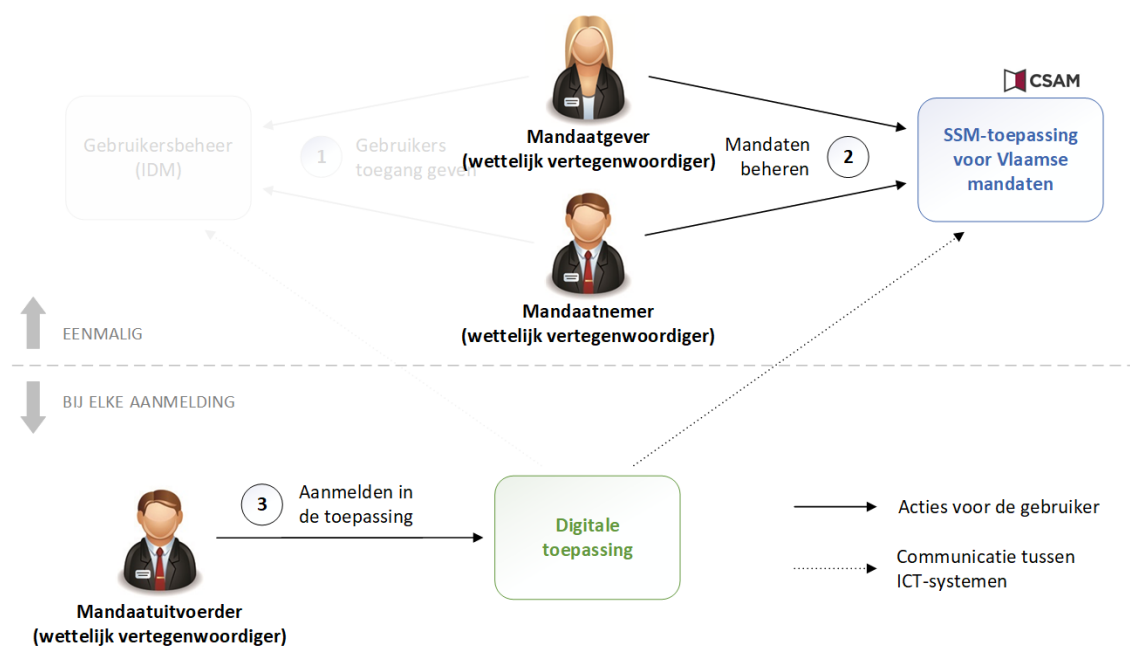 CSAM
Gebruikersbeheer
(IDM)
1
Gebruikers
toegang geven
Mandaatgever
(wettelijk vertegenwoordiger)
Mandaten
beheren
2
SSM-toepassing
voor Vlaamse
mandaten
Mandaatnemer
(wettelijk vertegenwoordiger)
EENMALIG
BIJ ELKE AANMELDING
3
Aanmelden in
de toepassing
Digitale
toepassing
Mandaatuitvoerder
(wettelijk vertegenwoordiger)
Acties voor de gebruiker
Communicatie tussen
ICT-systemen